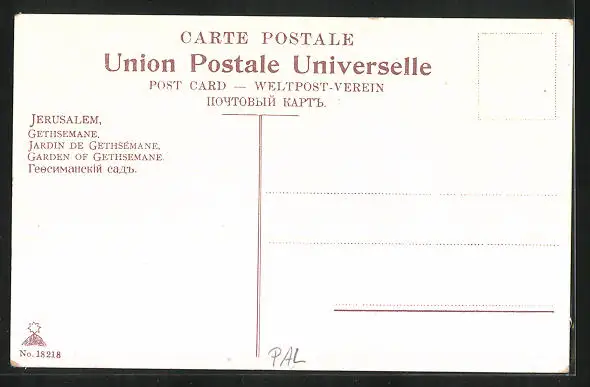 CARTE POSTALE
Union Postale Universelle
POST CARD — WELTPOST-VEREIN
ПОЧТОВЫЙ КАРТЪ.
JERUSALEM,
GETHSEMANE.
JARDIN DE GETHSÉMANE.
GARDEN OF GETHSEMANE.
Геѳсиманскій садъ.
No. 18218
PAL